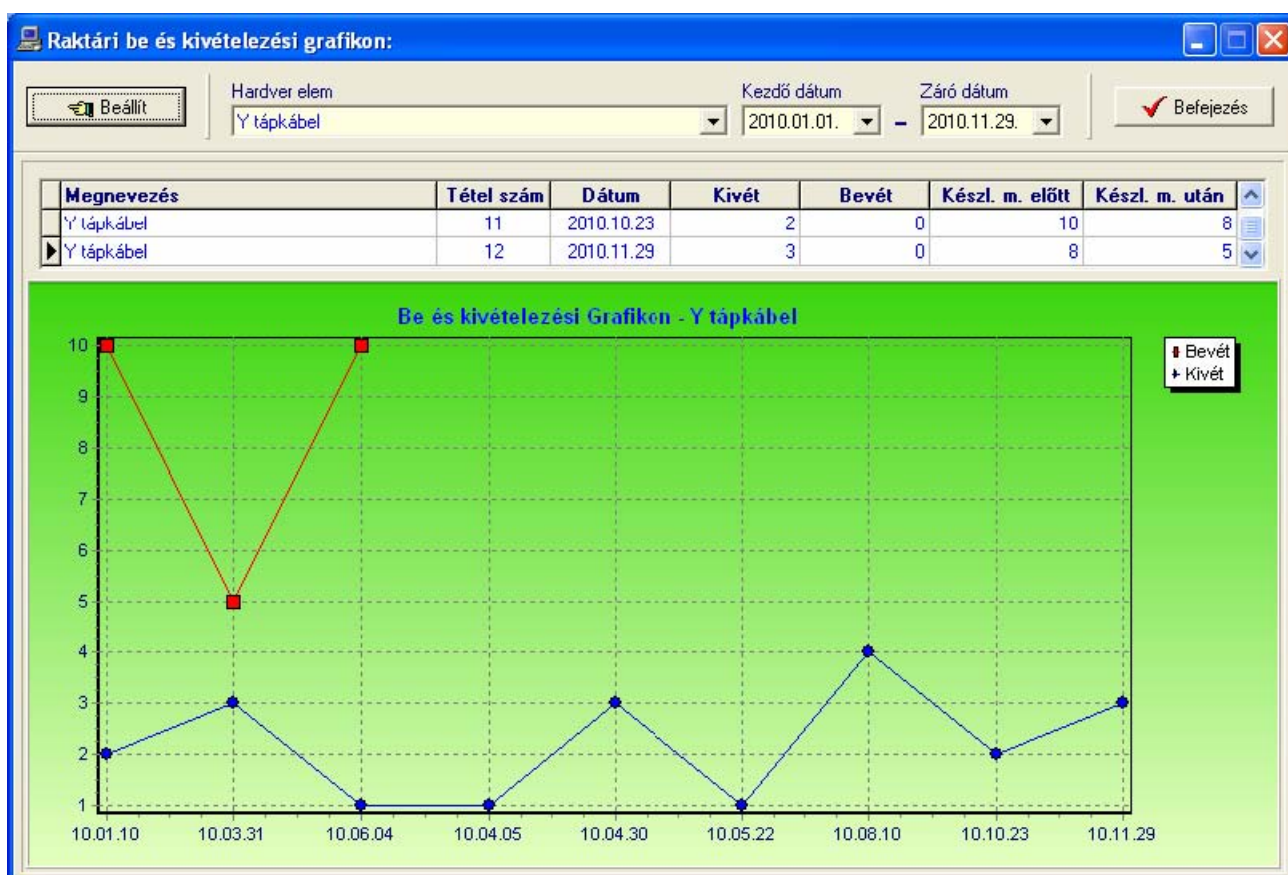 Raktári be és kivételezési grafikon:
Beállít
Hardver elem
Y tápkábel
Kezdő dátum
2010.01.01.
–
Záró dátum
2010.11.29.
Befejezés
Megnevezés Tétel szám Dátum Kivét Bevét Készl. m. előtt Készl. m. után
Y tápkábel 11 2010.10.23 2 0 10 8
Y tápkábel 12 2010.11.29 3 0 8 5
Be és kivételezési Grafikon - Y tápkábel
Bevét
Kivét
10
9
8
7
6
5
4
3
2
1
10.01.10 10.03.31 10.06.04 10.04.05 10.04.30 10.05.22 10.08.10 10.10.23 10.11.29